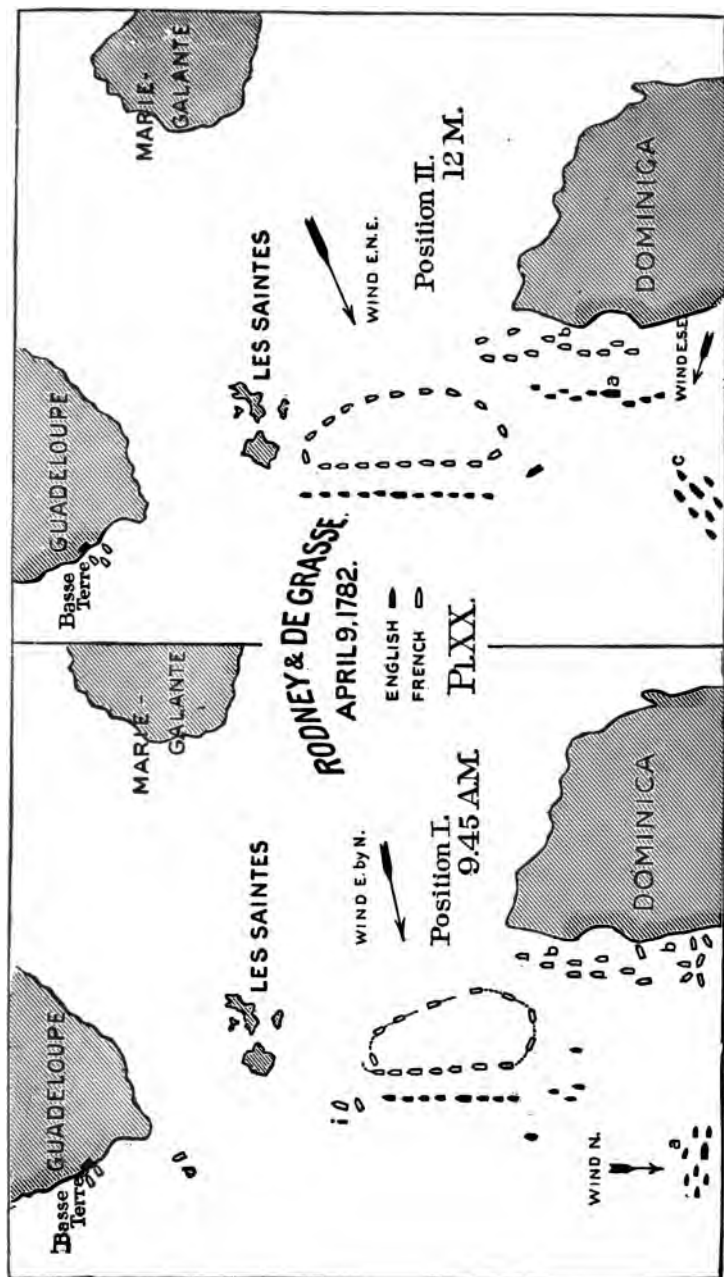 GUADELOUPE
Basse
Terre
MARIE-
GALANTE
LES SAINTES
p
i
WIND E. by N.
Position I.
9.45 A.M.
b
b
WIND N.
a
DOMINICA
RODNEY & DE GRASSE.
APRIL 9, 1782.
ENGLISH
FRENCH
Pl.XX.
GUADELOUPE
Basse
Terre
MARIE-
GALANTE
LES SAINTES
WIND E.N.E.
Position II.
12 M.
b
a
WIND E.S.E.
c
DOMINICA